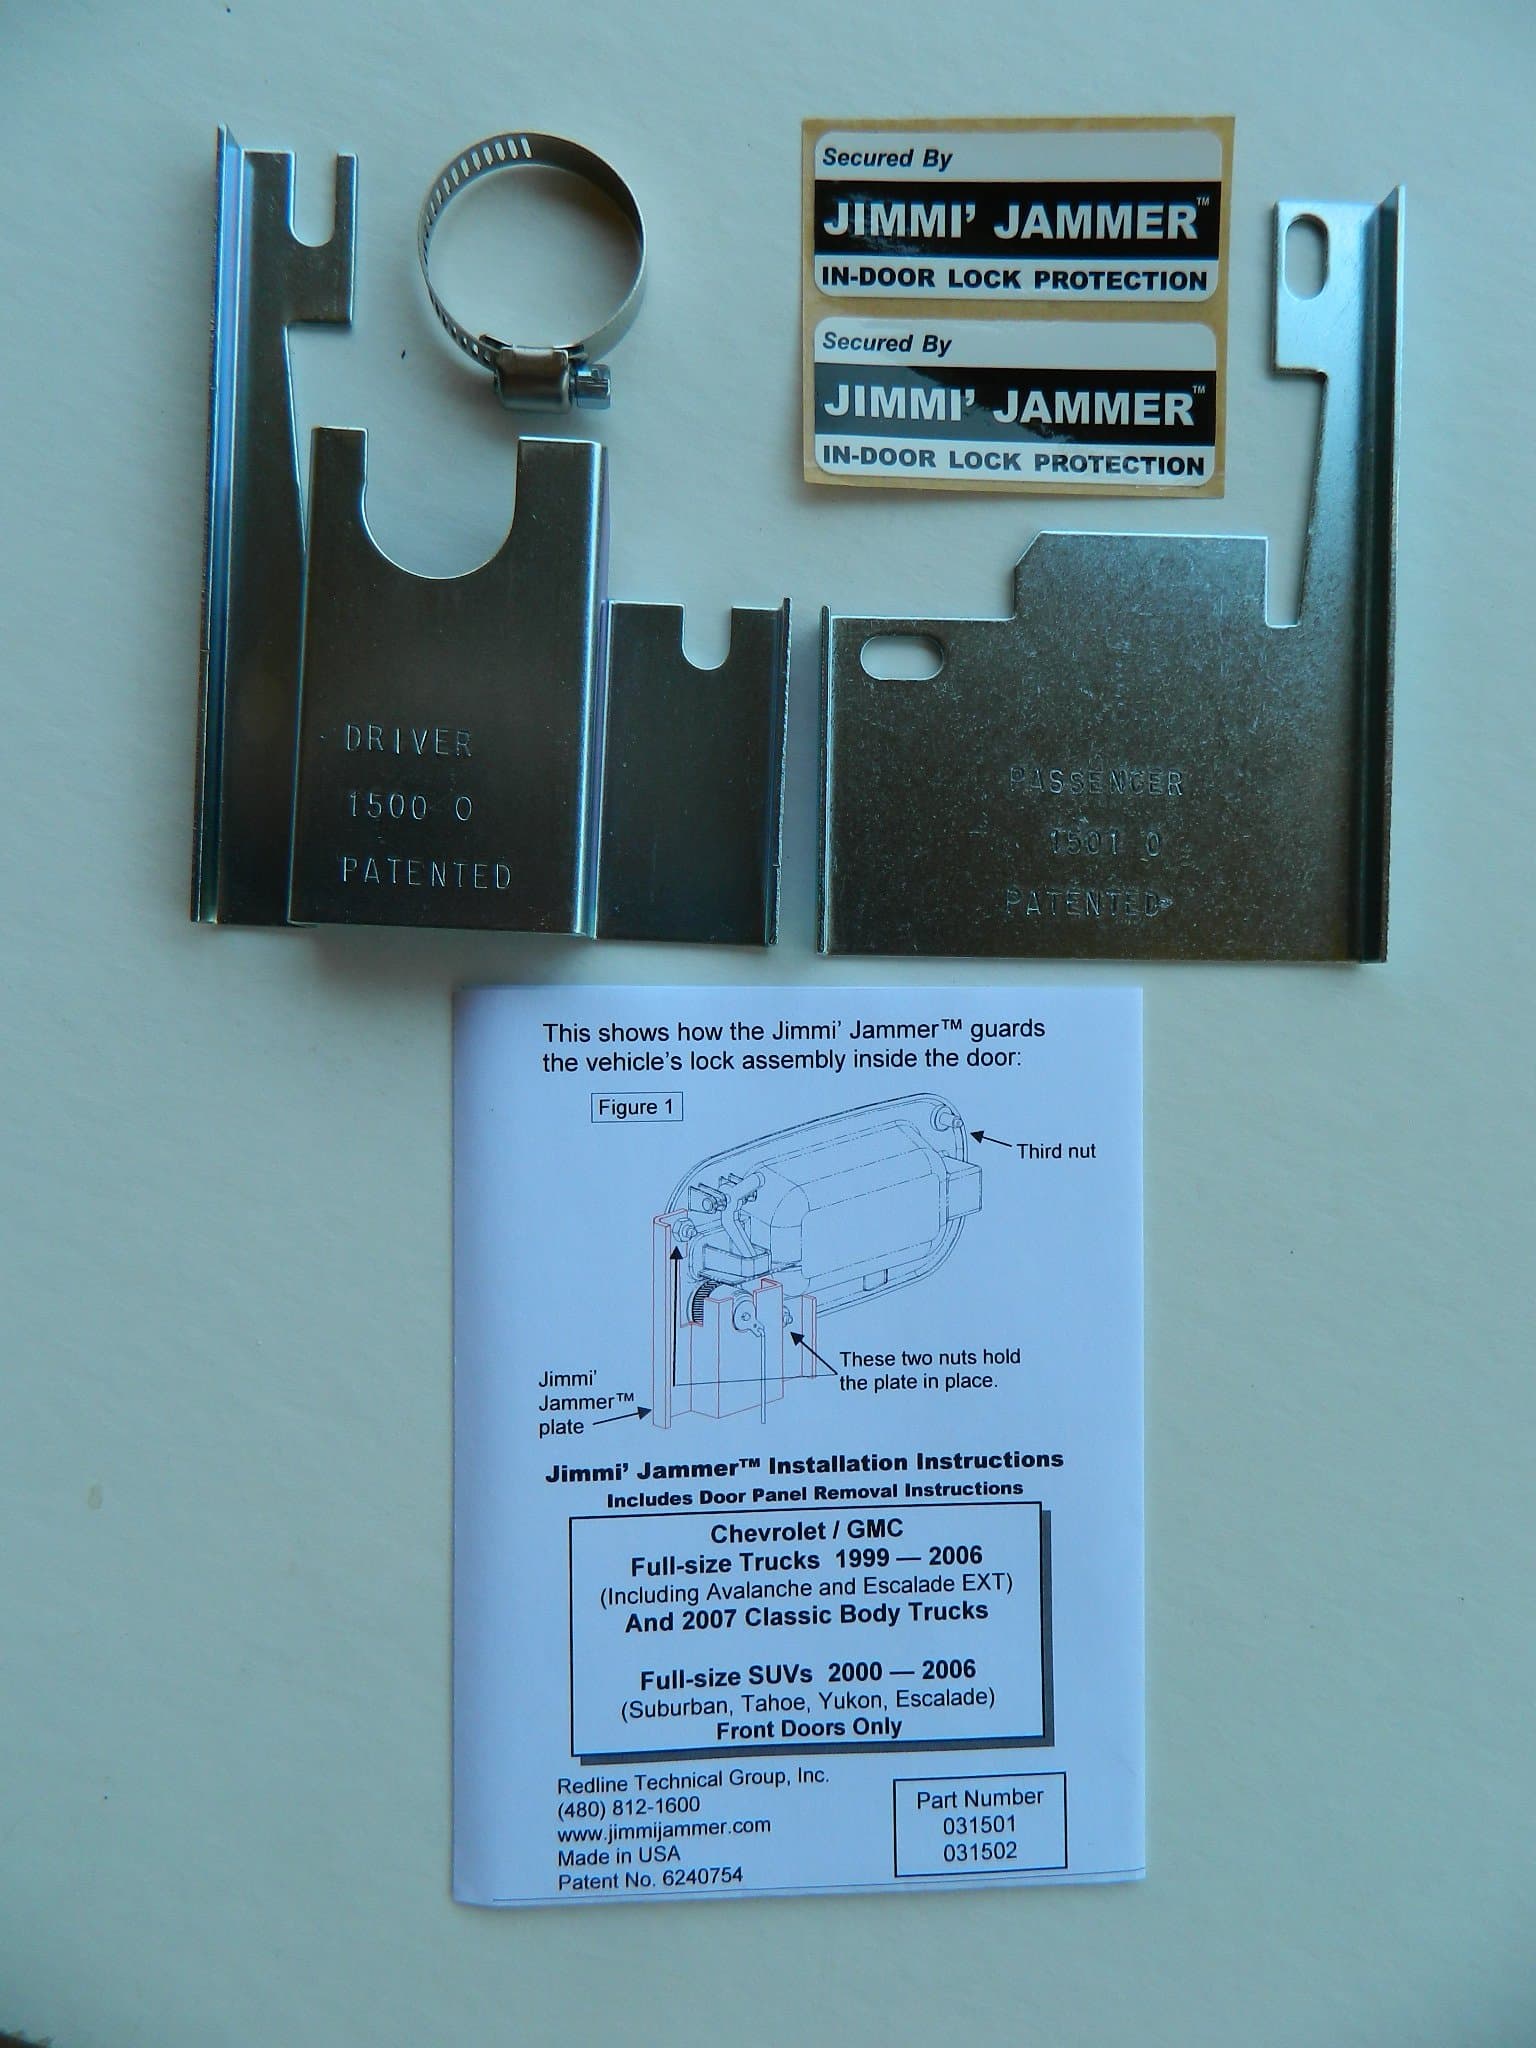 Secured By
JIMMI' JAMMER™
IN-DOOR LOCK PROTECTION
Secured By
JIMMI' JAMMER™
IN-DOOR LOCK PROTECTION
DRIVER
1500 O
PATENTED
PASSENGER
1501 O
PATENTED
This shows how the Jimmi' Jammer™ guards
the vehicle's lock assembly inside the door:
Figure 1
Third nut
These two nuts hold
the plate in place.
Jimmi'
Jammer™
plate
Jimmi' Jammer™ Installation Instructions
Includes Door Panel Removal Instructions
Chevrolet / GMC
Full-size Trucks 1999 — 2006
(Including Avalanche and Escalade EXT)
And 2007 Classic Body Trucks
Full-size SUVs 2000 — 2006
(Suburban, Tahoe, Yukon, Escalade)
Front Doors Only
Redline Technical Group, Inc.
(480) 812-1600
www.jimmijammer.com
Made in USA
Patent No. 6240754
Part Number
031501
031502